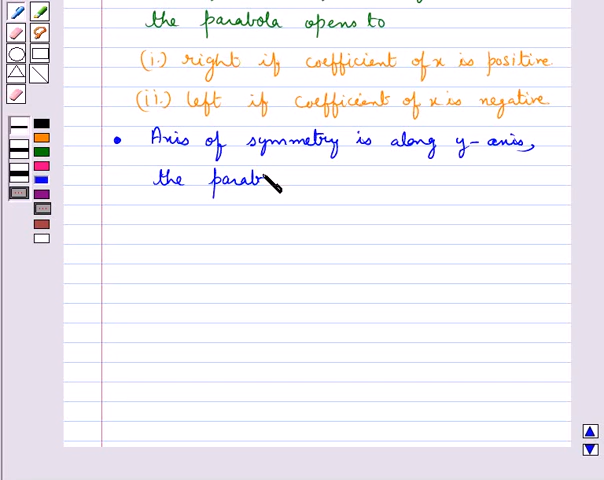 the parabola opens to
(i.) right if coefficient of x is positive
(ii.) left if coefficient of x is negative
• Axis of symmetry is along y-axis,
the parab